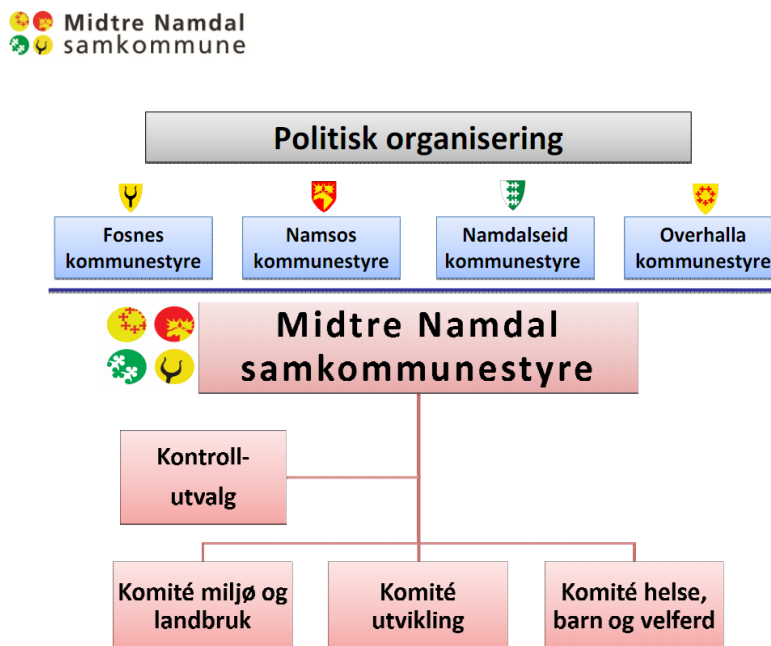 Midtre Namdal
samkommune
Politisk organisering
Fosnes
kommunestyre
Namsos
kommunestyre
Namdalseid
kommunestyre
Overhalla
kommunestyre
Midtre Namdal
samkommunestyre
Kontroll-
utvalg
Komité miljø og
landbruk
Komité
utvikling
Komité helse,
barn og velferd